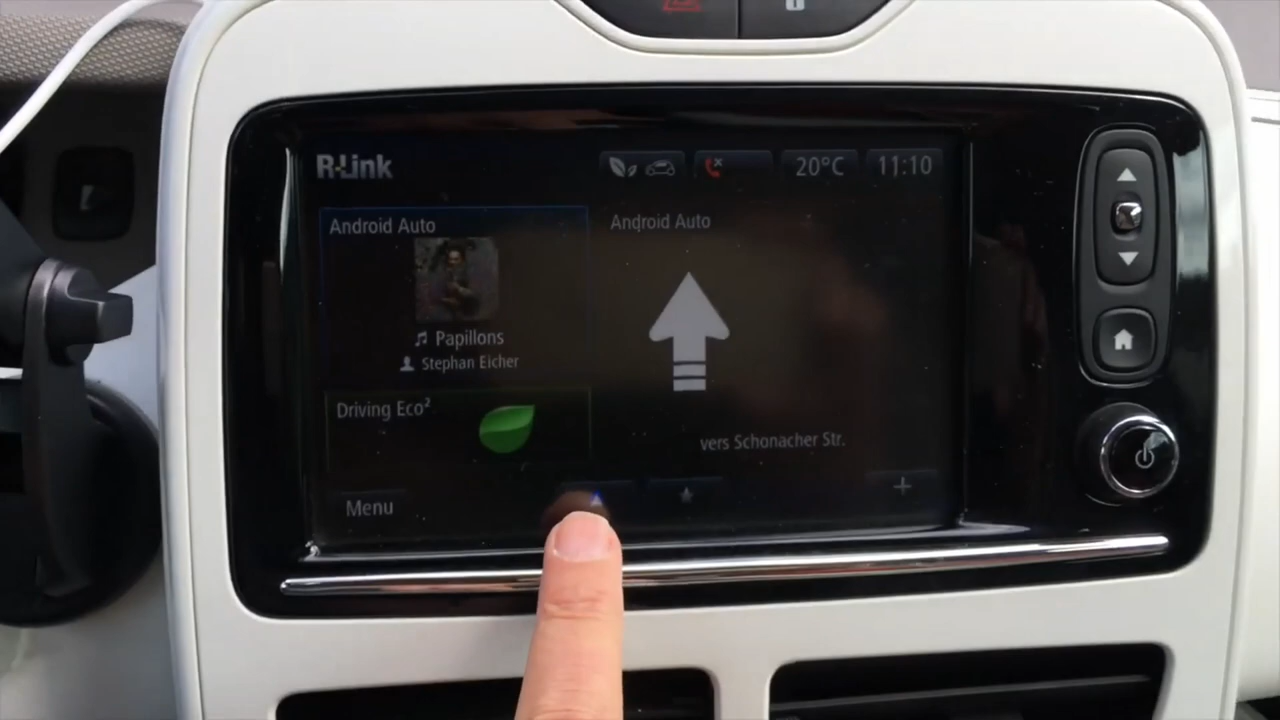 R-Link
20°C
11:10
Android Auto
Android Auto
Papillons
Stephan Eicher
Driving Eco²
vers Schonacher Str.
Menu